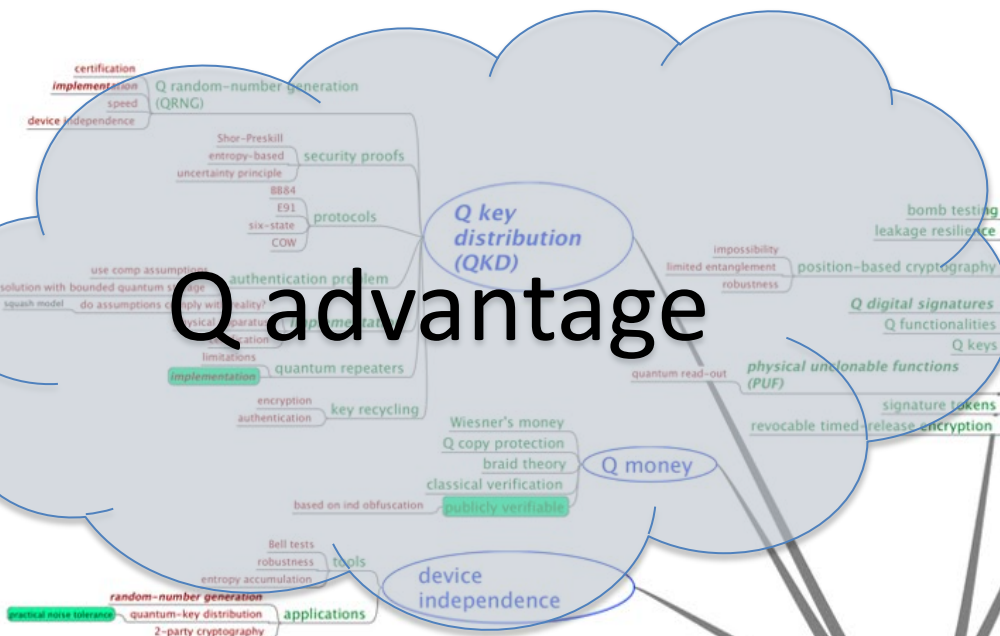 certification
implementation
speed
device independence
Q random-number generation
(QRNG)
Shor-Preskill
entropy-based
uncertainty principle
security proofs
BB84
E91
six-state
COW
protocols
Q key
distribution
(QKD)
use comp assumptions
solution with bounded quantum storage
authentication problem
squash model
do assumptions comply with reality?
physical apparatus
limitations
implementation
quantum repeaters
encryption
authentication
key recycling
Q advantage
bomb testing
leakage resilience
impossibility
limited entanglement
robustness
position-based cryptography
Q digital signatures
Q functionalities
Q keys
quantum read-out
physical unclonable functions
(PUF)
signature tokens
revocable timed-release encryption
Wiesner's money
Q copy protection
braid theory
classical verification
based on ind obfuscation
publicly verifiable
Q money
Bell tests
robustness
entropy accumulation
tools
device
independence
random-number generation
practical noise tolerance
quantum-key distribution
2-party cryptography
applications